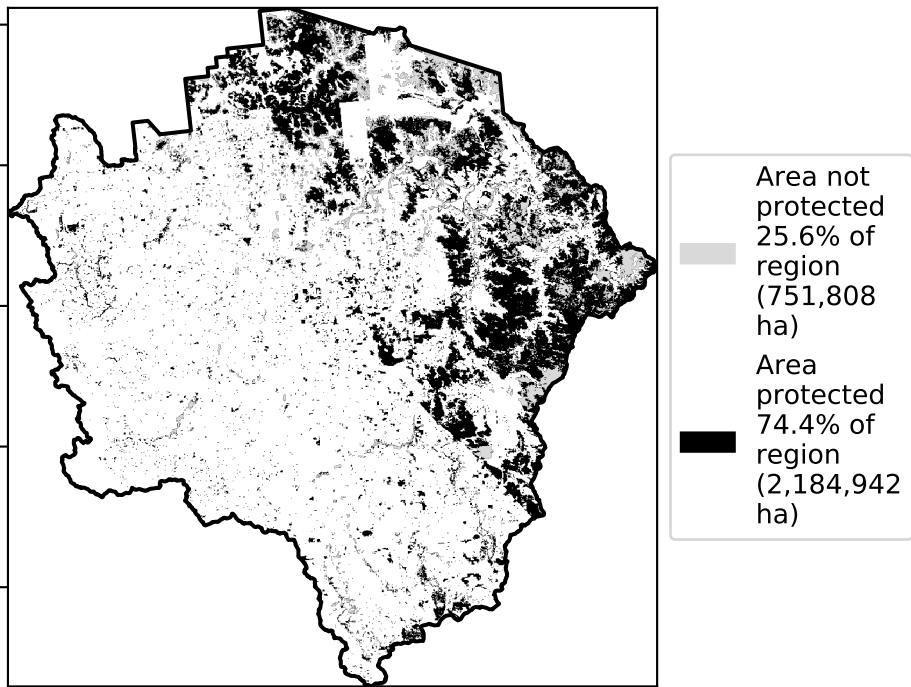 Area not
protected
25.6% of
region
(751,808
ha)
Area
protected
74.4% of
region
(2,184,942
ha)